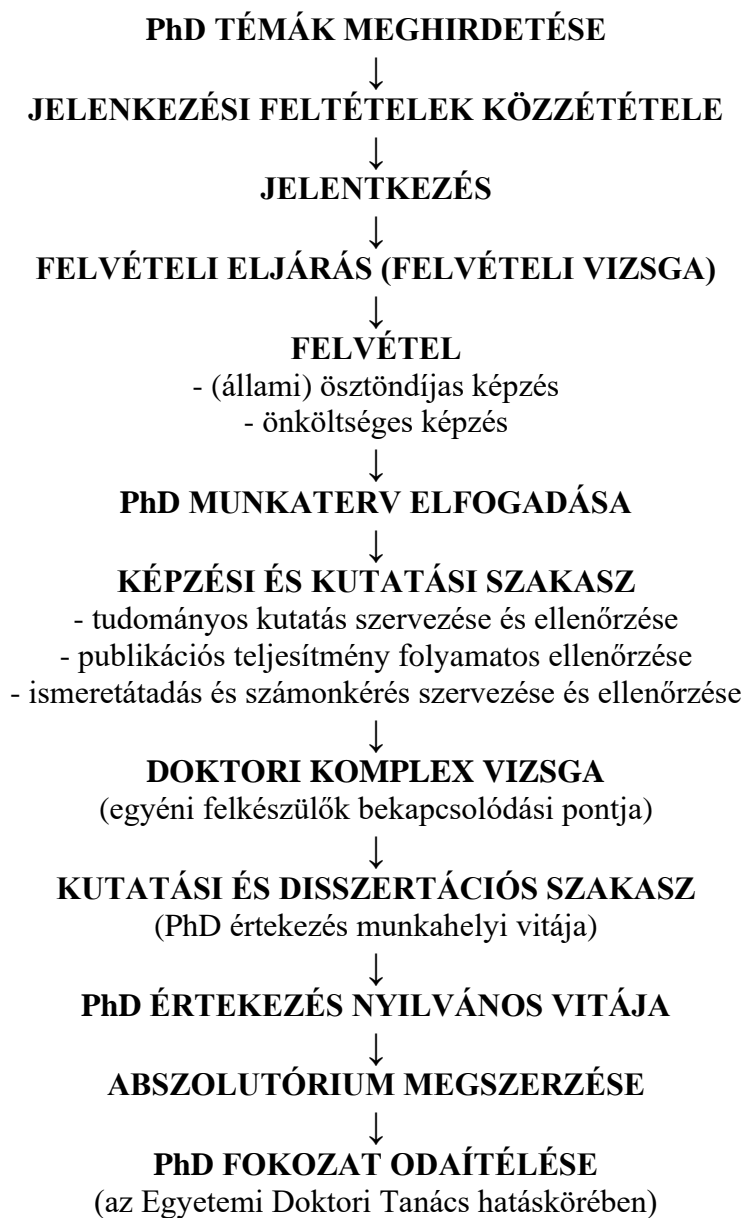 PhD TÉMÁK MEGHIRDETÉSE
↓
JELENKEZÉSI FELTÉTELEK KÖZZÉTÉTELE
↓
JELENTKEZÉS
↓
FELVÉTELI ELJÁRÁS (FELVÉTELI VIZSGA)
↓
FELVÉTEL
- (állami) ösztöndíjas képzés
- önköltséges képzés
↓
PhD MUNKATERV ELFOGADÁSA
↓
KÉPZÉSI ÉS KUTATÁSI SZAKASZ
- tudományos kutatás szervezése és ellenőrzése
- publikációs teljesítmény folyamatos ellenőrzése
- ismeretátadás és számonkérés szervezése és ellenőrzése
↓
DOKTORI KOMPLEX VIZSGA
(egyéni felkészülők bekapcsolódási pontja)
↓
KUTATÁSI ÉS DISSZERTÁCIÓS SZAKASZ
(PhD értekezés munkahelyi vitája)
↓
PhD ÉRTEKEZÉS NYILVÁNOS VITÁJA
↓
ABSZOLUTÓRIUM MEGSZERZÉSE
↓
PhD FOKOZAT ODAÍTÉLÉSE
(az Egyetemi Doktori Tanács hatáskörében)